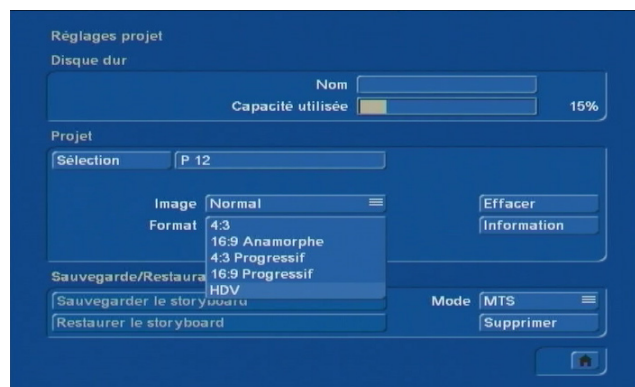 Réglages projet
Disque dur
Nom
Capacité utilisée 15%
Projet
Sélection P 12
Image Normal Effacer
Format 4:3 Information
16:9 Anamorphe
4:3 Progressif
16:9 Progressif
Sauvegarde/Restaura
HDV
Sauvegarder le storyboard Mode MTS
Restaurer le storyboard Supprimer